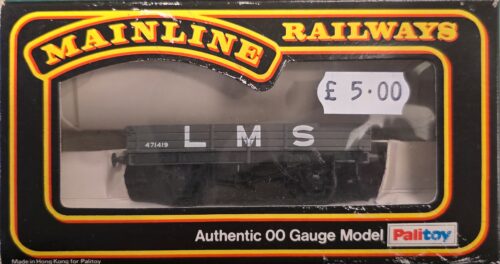 MAINLINE RAILWAYS
£ 5.00
L M S
471419
Authentic 00 Gauge Model Palitoy
Made in Hong Kong for Palitoy